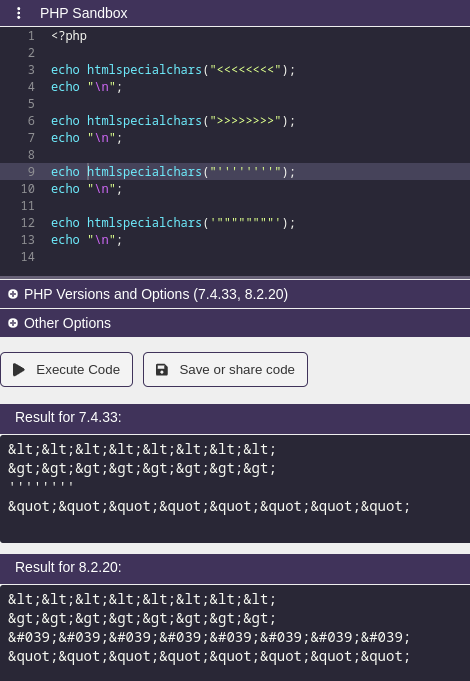 PHP Sandbox
1 <?php
2
3 echo htmlspecialchars("<<<<<<<<");
4 echo "\n";
5
6 echo htmlspecialchars(">>>>>>>>");
7 echo "\n";
8
9 echo htmlspecialchars("''''''''");
10 echo "\n";
11
12 echo htmlspecialchars('""""""""');
13 echo "\n";
14
PHP Versions and Options (7.4.33, 8.2.20)
Other Options
Execute Code Save or share code
Result for 7.4.33:
&lt;&lt;&lt;&lt;&lt;&lt;&lt;&lt;
&gt;&gt;&gt;&gt;&gt;&gt;&gt;&gt;
''''''''
&quot;&quot;&quot;&quot;&quot;&quot;&quot;&quot;
Result for 8.2.20:
&lt;&lt;&lt;&lt;&lt;&lt;&lt;&lt;
&gt;&gt;&gt;&gt;&gt;&gt;&gt;&gt;
&#039;&#039;&#039;&#039;&#039;&#039;&#039;&#039;
&quot;&quot;&quot;&quot;&quot;&quot;&quot;&quot;